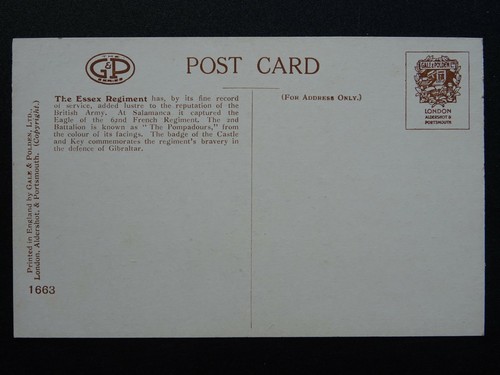 G&P
POST CARD
GALE & POLDEN LTD
LONDON
ALDERSHOT &
PORTSMOUTH
The Essex Regiment has, by its fine record
of service, added lustre to the reputation of the
British Army. At Salamanca it captured the
Eagle of the 62nd French Regiment. The 2nd
Battalion is known as "The Pompadours," from
the colour of its facings. The badge of the Castle
and Key commemorates the regiment's bravery in
the defence of Gibraltar.
(FOR ADDRESS ONLY.)
Printed in England by GALE & POLDEN, LTD.,
London, Aldershot, & Portsmouth. (Copyright.)
1663